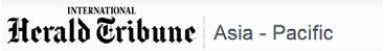 INTERNATIONAL
Herald Tribune
Asia - Pacific